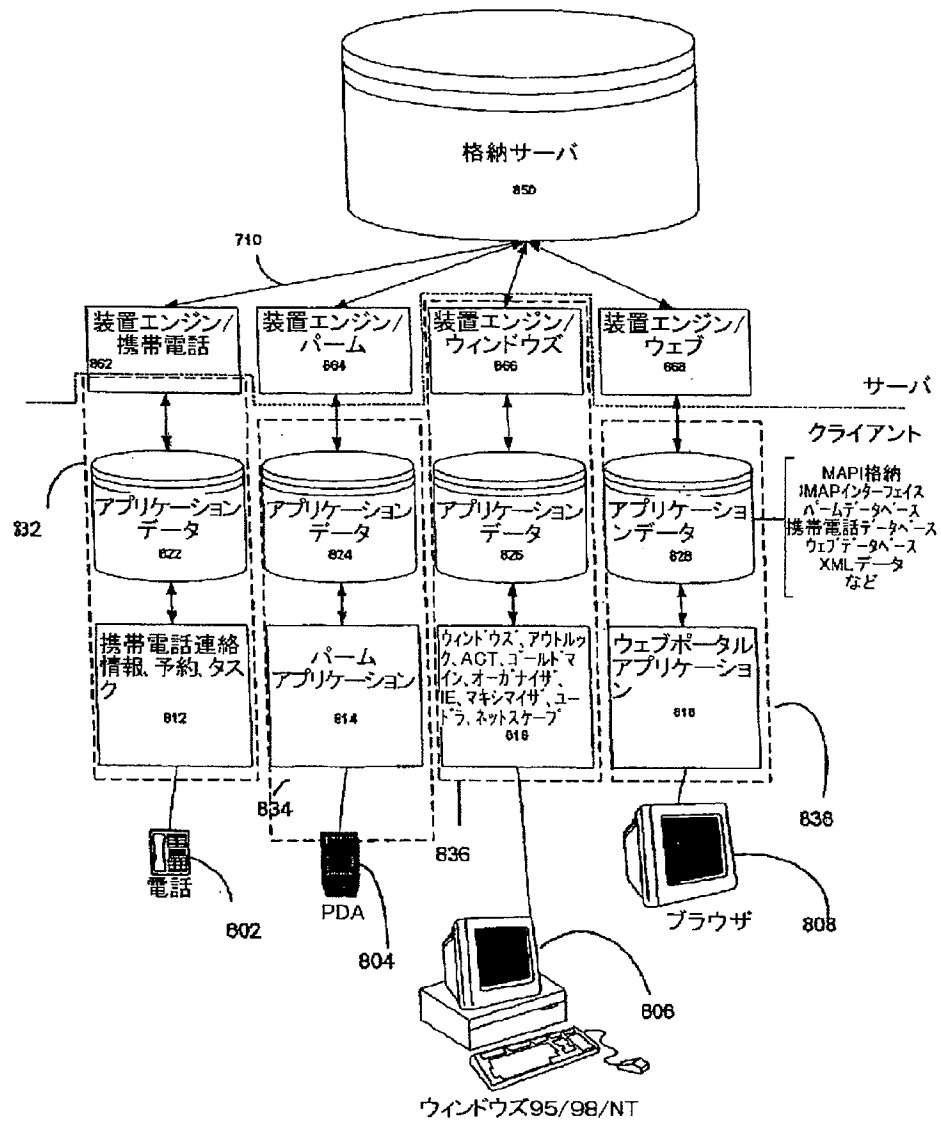 格納サーバ
850
710
装置エンジン/
携帯電話
862
装置エンジン/
パーム
864
装置エンジン/
ウィンドウズ
866
装置エンジン/
ウェブ
868
サーバ
クライアント
832
アプリケーション
データ
822
アプリケーション
データ
824
アプリケーション
データ
826
アプリケーショ
ンデータ
828
MAPI格納
IMAPインターフェイス
パームデータベース
携帯電話データベース
ウェブデータベース
XMLデータ
など
携帯電話連絡
情報、予約、タス
ク
812
パーム
アプリケーション
814
ウィンドウズ、アウトルッ
ク、ACT、ゴールドマ
イン、オーガナイザ、
IE、マキシマイザ、ユー
ドラ、ネットスケープ
816
ウェブポータル
アプリケーショ
ン
818
834
836
838
電話
802
PDA
804
ブラウザ
808
806
ウィンドウズ95/98/NT